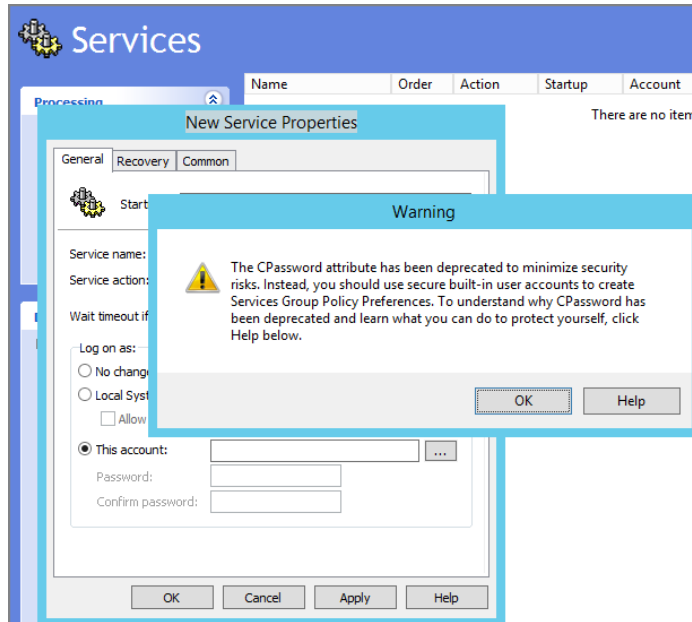 Services
Name Order Action Startup Account
Processing
There are no item
New Service Properties
General Recovery Common
Start
Service name:
Service action:
Wait timeout if
Log on as:
No change
Local Syst
Allow
This account:
...
Password:
Confirm password:
OK Cancel Apply Help
Warning
The CPassword attribute has been deprecated to minimize security
risks. Instead, you should use secure built-in user accounts to create
Services Group Policy Preferences. To understand why CPassword has
been deprecated and learn what you can do to protect yourself, click
Help below.
OK Help